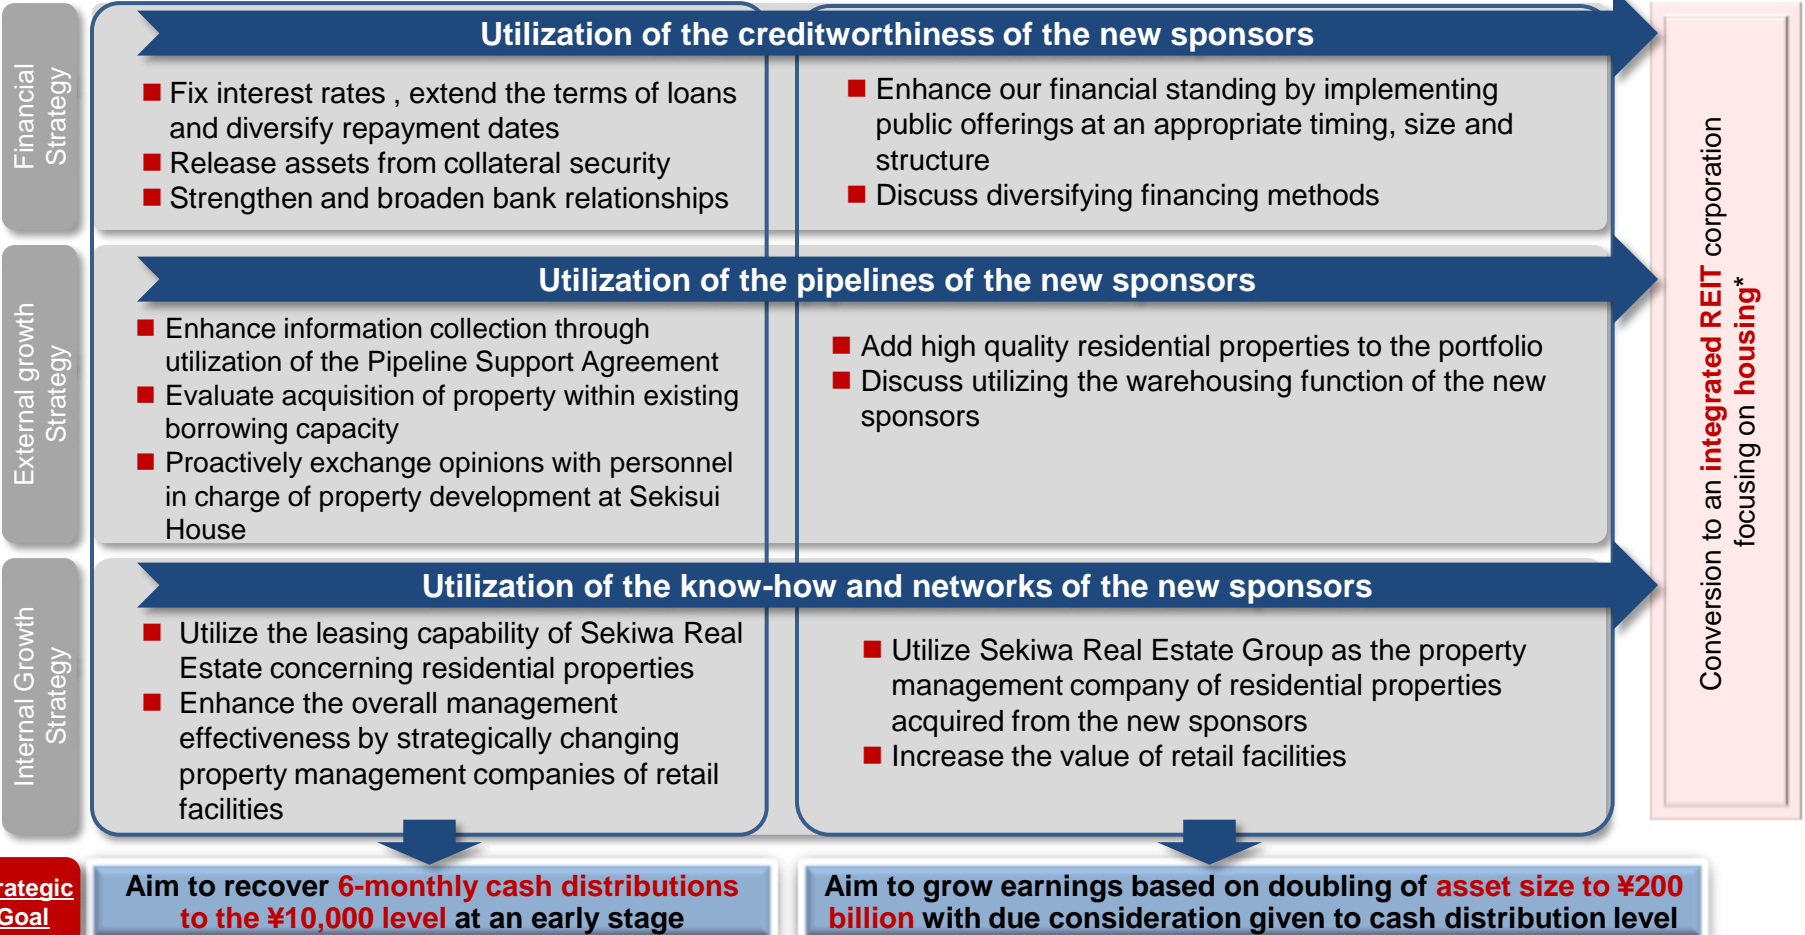 Financial
Strategy
Utilization of the creditworthiness of the new sponsors
Fix interest rates , extend the terms of loans
and diversify repayment dates
Release assets from collateral security
Strengthen and broaden bank relationships
Enhance our financial standing by implementing
public offerings at an appropriate timing, size and
structure
Discuss diversifying financing methods
External growth
Strategy
Utilization of the pipelines of the new sponsors
Enhance information collection through
utilization of the Pipeline Support Agreement
Evaluate acquisition of property within existing
borrowing capacity
Proactively exchange opinions with personnel
in charge of property development at Sekisui
House
Add high quality residential properties to the portfolio
Discuss utilizing the warehousing function of the new
sponsors
Internal Growth
Strategy
Utilization of the know-how and networks of the new sponsors
Utilize the leasing capability of Sekiwa Real
Estate concerning residential properties
Enhance the overall management
effectiveness by strategically changing
property management companies of retail
facilities
Utilize Sekiwa Real Estate Group as the property
management company of residential properties
acquired from the new sponsors
Increase the value of retail facilities
Conversion to an integrated REIT corporation
focusing on housing*
rategic
Goal
Aim to recover 6-monthly cash distributions
to the ¥10,000 level at an early stage
Aim to grow earnings based on doubling of asset size to ¥200
billion with due consideration given to cash distribution level